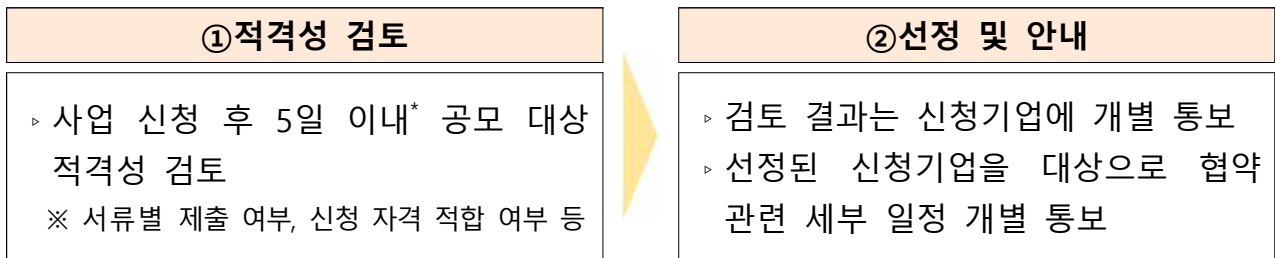 ①적격성 검토
▹ 사업 신청 후 5일 이내* 공모 대상
적격성 검토
※ 서류별 제출 여부, 신청 자격 적합 여부 등
②선정 및 안내
▹ 검토 결과는 신청기업에 개별 통보
▹ 선정된 신청기업을 대상으로 협약
관련 세부 일정 개별 통보